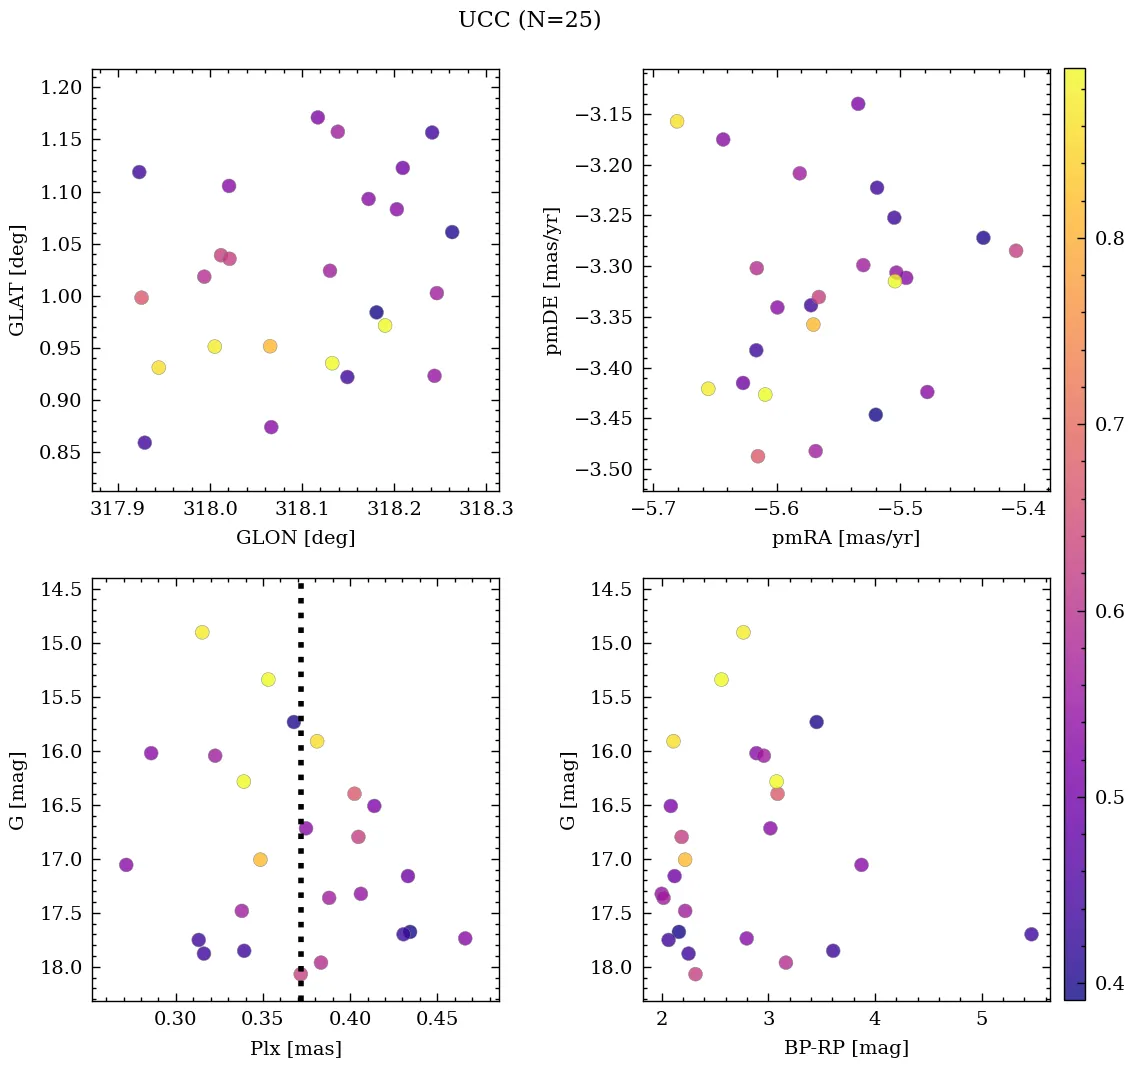 UCC (N=25)
1.20
1.15
1.10
1.05
1.00
0.95
0.90
0.85
GLAT [deg]
317.9 318.0 318.1 318.2 318.3
GLON [deg]
−3.15
−3.20
−3.25
−3.30
−3.35
−3.40
−3.45
−3.50
pmDE [mas/yr]
−5.7 −5.6 −5.5 −5.4
pmRA [mas/yr]
14.5
15.0
15.5
16.0
16.5
17.0
17.5
18.0
G [mag]
0.30 0.35 0.40 0.45
Plx [mas]
14.5
15.0
15.5
16.0
16.5
17.0
17.5
18.0
G [mag]
2 3 4 5
BP-RP [mag]
0.8
0.7
0.6
0.5
0.4